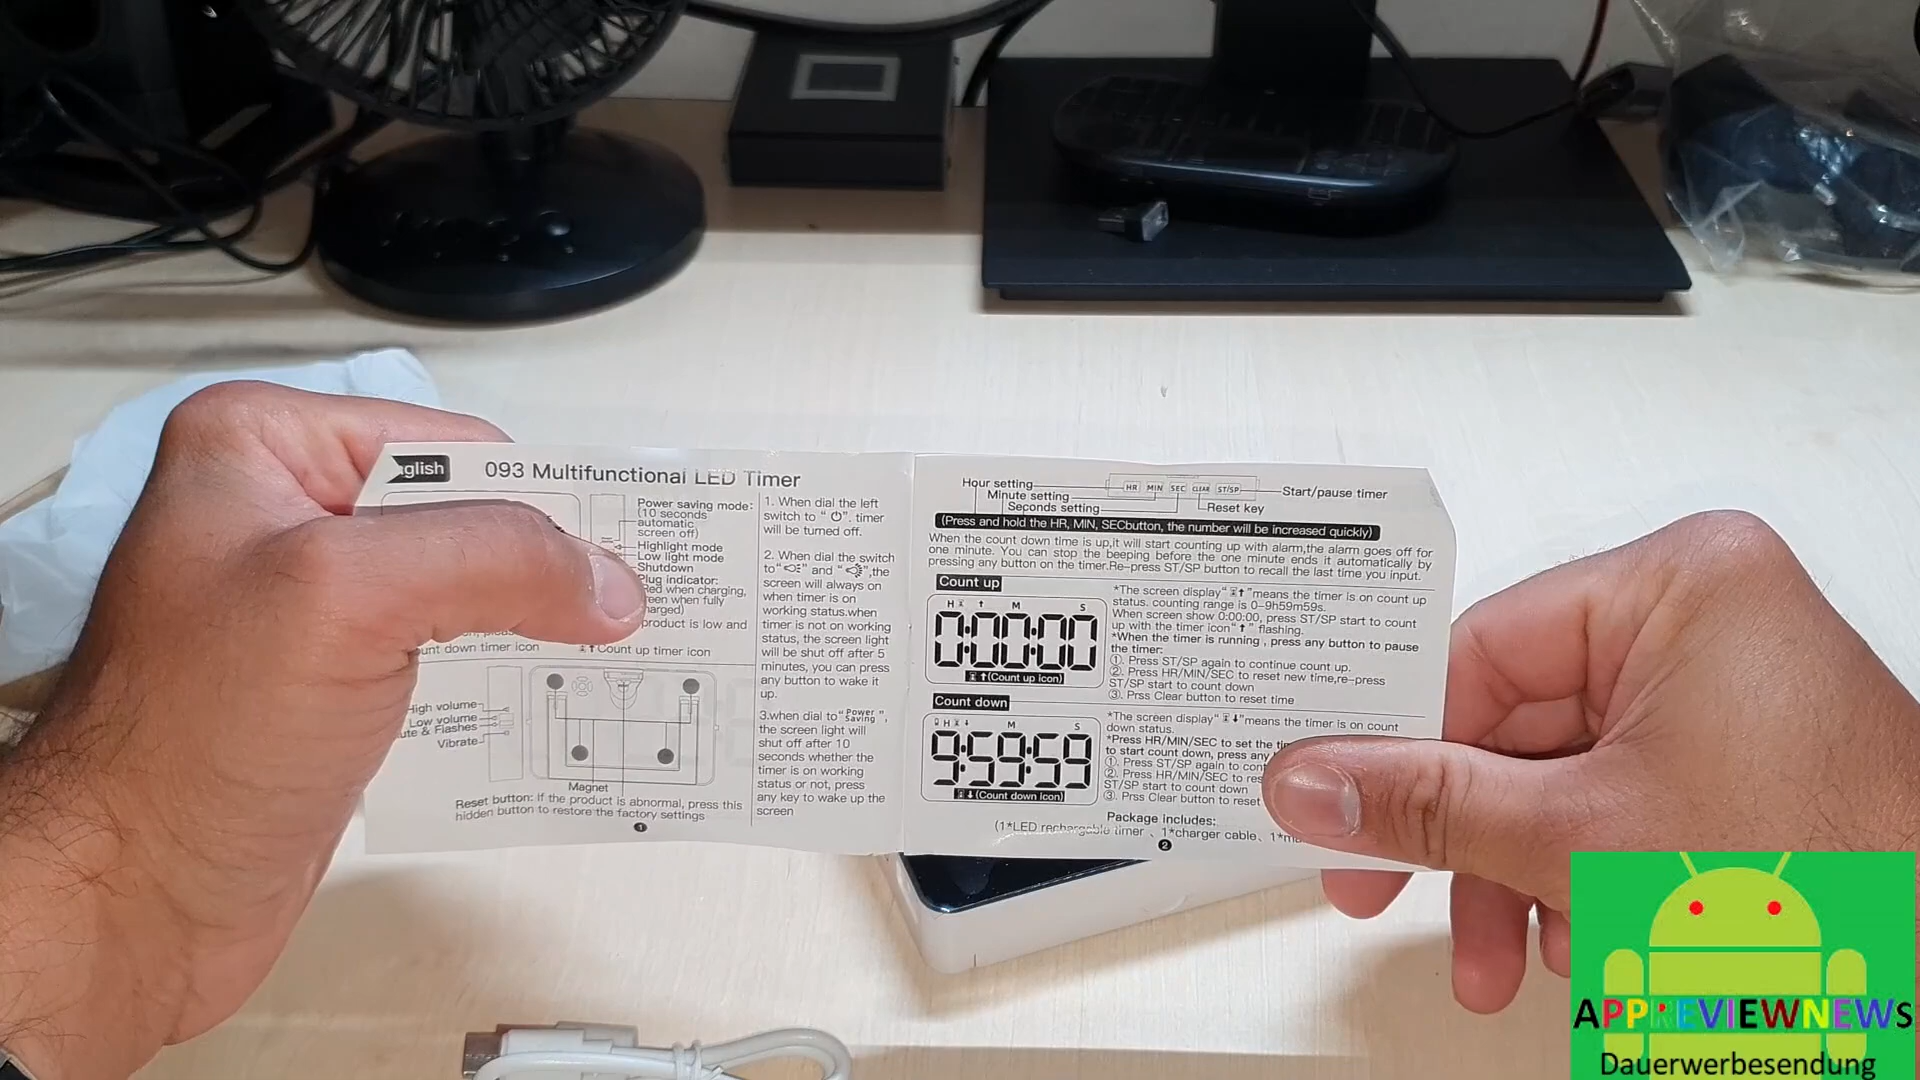 nglish
093 Multifunctional LED Timer
Power saving mode:
(10 seconds
automatic
screen off)
Highlight mode
Low light mode
Shutdown
Plug indicator:
Red when charging,
green when fully
charged)
product is low and
count down timer icon
Count up timer icon
High volume
Low volume
ute & Flashes
Vibrate
Magnet
Reset button: If the product is abnormal, press this
hidden button to restore the factory settings
1
1. When dial the left
switch to “ ”. timer
will be turned off.
2. When dial the switch
to“ ” and “ ”,the
screen will always on
when timer is on
working status.when
timer is not on working
status, the screen light
will be shut off after 5
minutes, you can press
any button to wake it
up.
3.when dial to“Power Saving”,
the screen light will
shut off after 10
seconds whether the
timer is on working
status or not, press
any key to wake up the
screen
Hour setting
Minute setting
Seconds setting
HR MIN SEC CLEAR ST/SP
Start/pause timer
Reset key
(Press and hold the HR, MIN, SECbutton, the number will be increased quickly)
When the count down time is up,it will start counting up with alarm,the alarm goes off for
one minute. You can stop the beeping before the one minute ends it automatically by
pressing any button on the timer.Re-press ST/SP button to recall the last time you input.
Count up
H M S
0:00:00
(Count up icon)
*The screen display“ ↑”means the timer is on count up
status. counting range is 0-9h59m59s.
When screen show 0:00:00, press ST/SP start to count
up with the timer icon“↑” flashing.
*When the timer is running , press any button to pause
the timer:
①. Press ST/SP again to continue count up.
②. Press HR/MIN/SEC to reset new time,re-press
ST/SP start to count down
③. Prss Clear button to reset time
Count down
H M S
9:59:59
(Count down icon)
*The screen display“ ↓”means the timer is on count
down status.
*Press HR/MIN/SEC to set the
to start count down, press any
①. Press ST/SP again to
②. Press HR/MIN/SEC to
ST/SP start to count down
③. Prss Clear button to reset
Package includes:
(1*LED rechargable timer 、1*charger cable、
2
APPREVIEWNEWS
Dauerwerbesendung